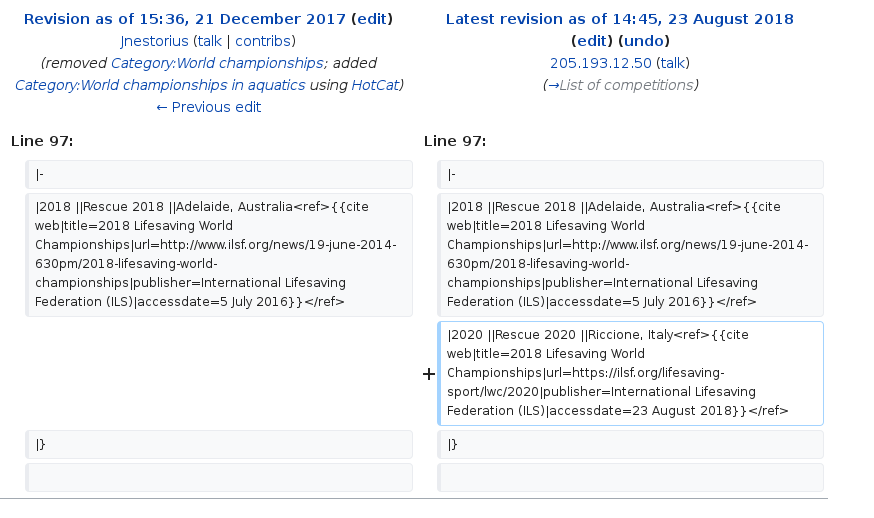 Revision as of 15:36, 21 December 2017 (edit)
Jnestorius (talk | contribs)
(removed Category:World championships; added
Category:World championships in aquatics using HotCat)
← Previous edit
Latest revision as of 14:45, 23 August 2018
(edit) (undo)
205.193.12.50 (talk)
(→List of competitions)
Line 97:
Line 97:
|-
|-
|2018 ||Rescue 2018 ||Adelaide, Australia<ref>{{cite
web|title=2018 Lifesaving World
Championships|url=http://www.ilsf.org/news/19-june-2014-
630pm/2018-lifesaving-world-
championships|publisher=International Lifesaving
Federation (ILS)|accessdate=5 July 2016}}</ref>
|2018 ||Rescue 2018 ||Adelaide, Australia<ref>{{cite
web|title=2018 Lifesaving World
Championships|url=http://www.ilsf.org/news/19-june-2014-
630pm/2018-lifesaving-world-
championships|publisher=International Lifesaving
Federation (ILS)|accessdate=5 July 2016}}</ref>
+
|2020 ||Rescue 2020 ||Riccione, Italy<ref>{{cite
web|title=2018 Lifesaving World
Championships|url=https://ilsf.org/lifesaving-
sport/lwc/2020|publisher=International Lifesaving
Federation (ILS)|accessdate=23 August 2018}}</ref>
|}
|}